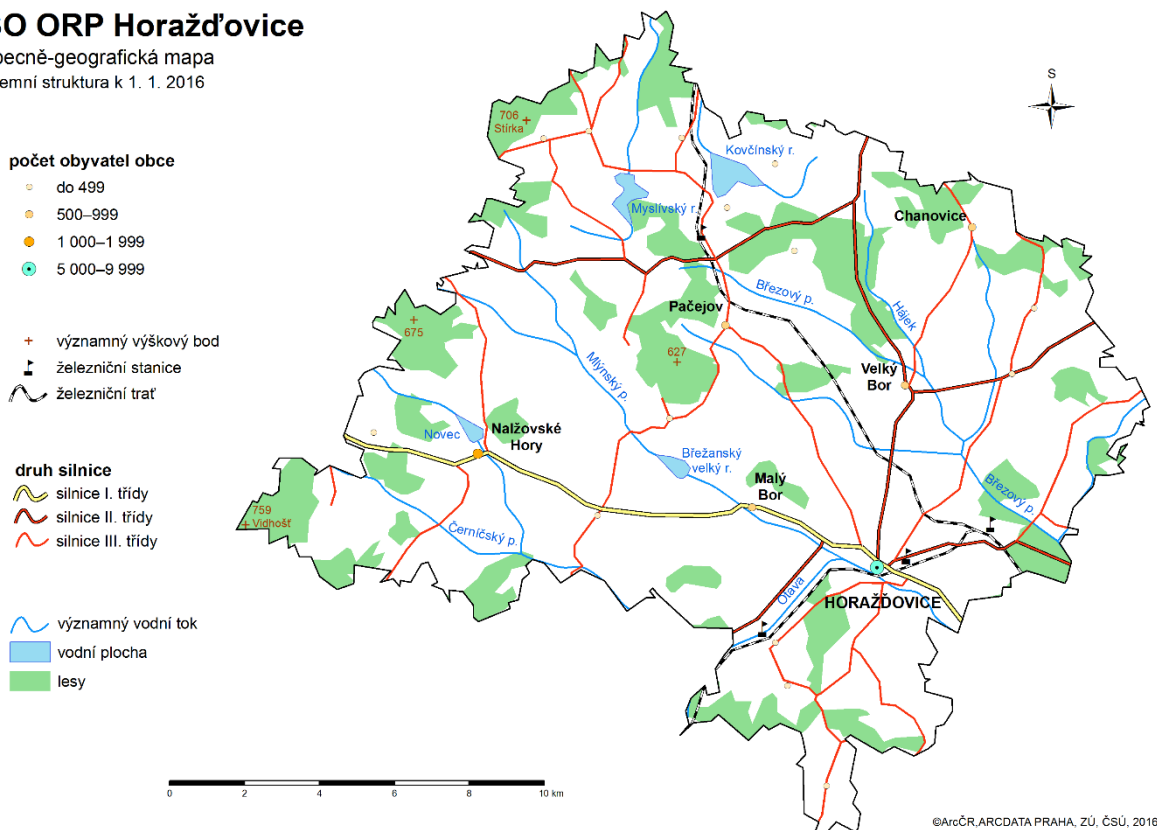 SO ORP Horažďovice
becně-geografická mapa
zemní struktura k 1. 1. 2016
počet obyvatel obce
do 499
500–999
1 000–1 999
5 000–9 999
významný výškový bod
železniční stanice
železniční trať
druh silnice
silnice I. třídy
silnice II. třídy
silnice III. třídy
významný vodní tok
vodní plocha
lesy
S
706
Stírka
Kovčínský r.
Myslívský r.
Chanovice
Březový p.
Hájek
Pačejov
675
627
Mlýnský p.
Velký
Bor
Novec
Nalžovské
Hory
Břežanský
velký r.
Malý
Bor
Březový p.
759
Vidhošť
Černíčský p.
Otava
HORAŽĎOVICE
0 2 4 6 8 10 km
©ArcČR,ARCDATA PRAHA, ZÚ, ČSÚ, 2016